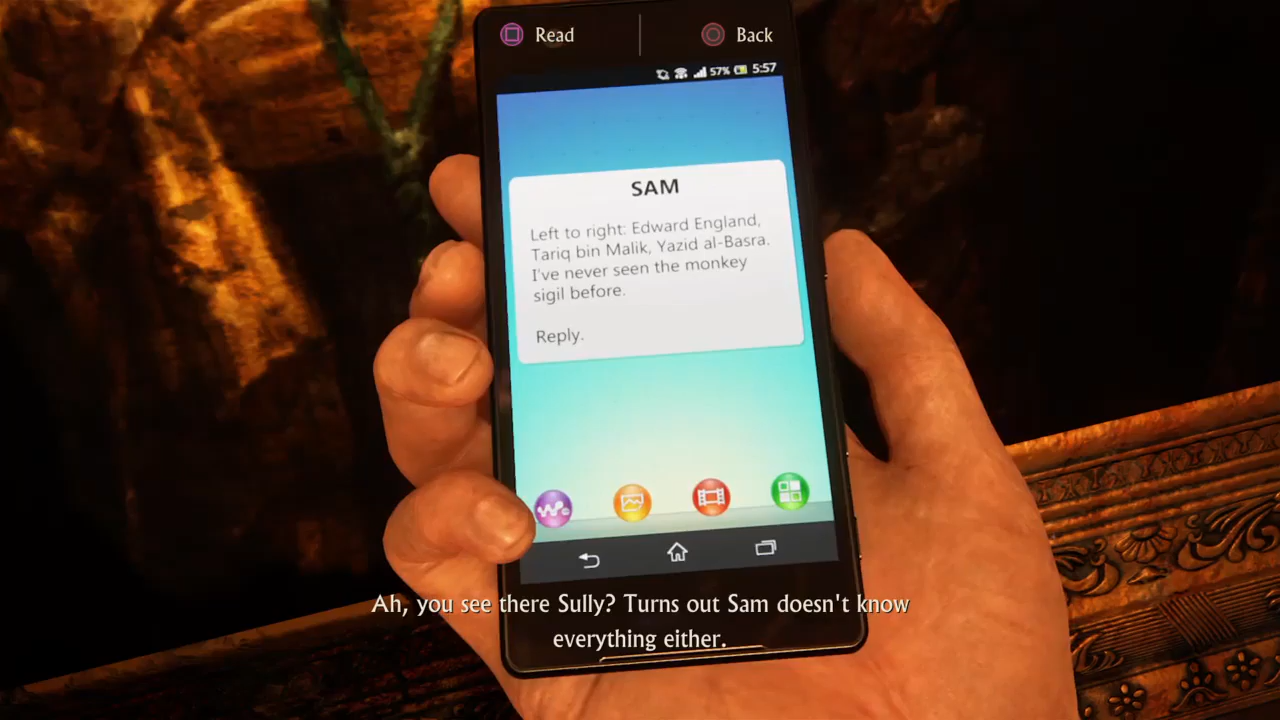 Read
Back
57% 5:57
SAM
Left to right: Edward England,
Tariq bin Malik, Yazid al-Basra.
I've never seen the monkey
sigil before.
Reply.
Ah, you see there Sully? Turns out Sam doesn't know
everything either.